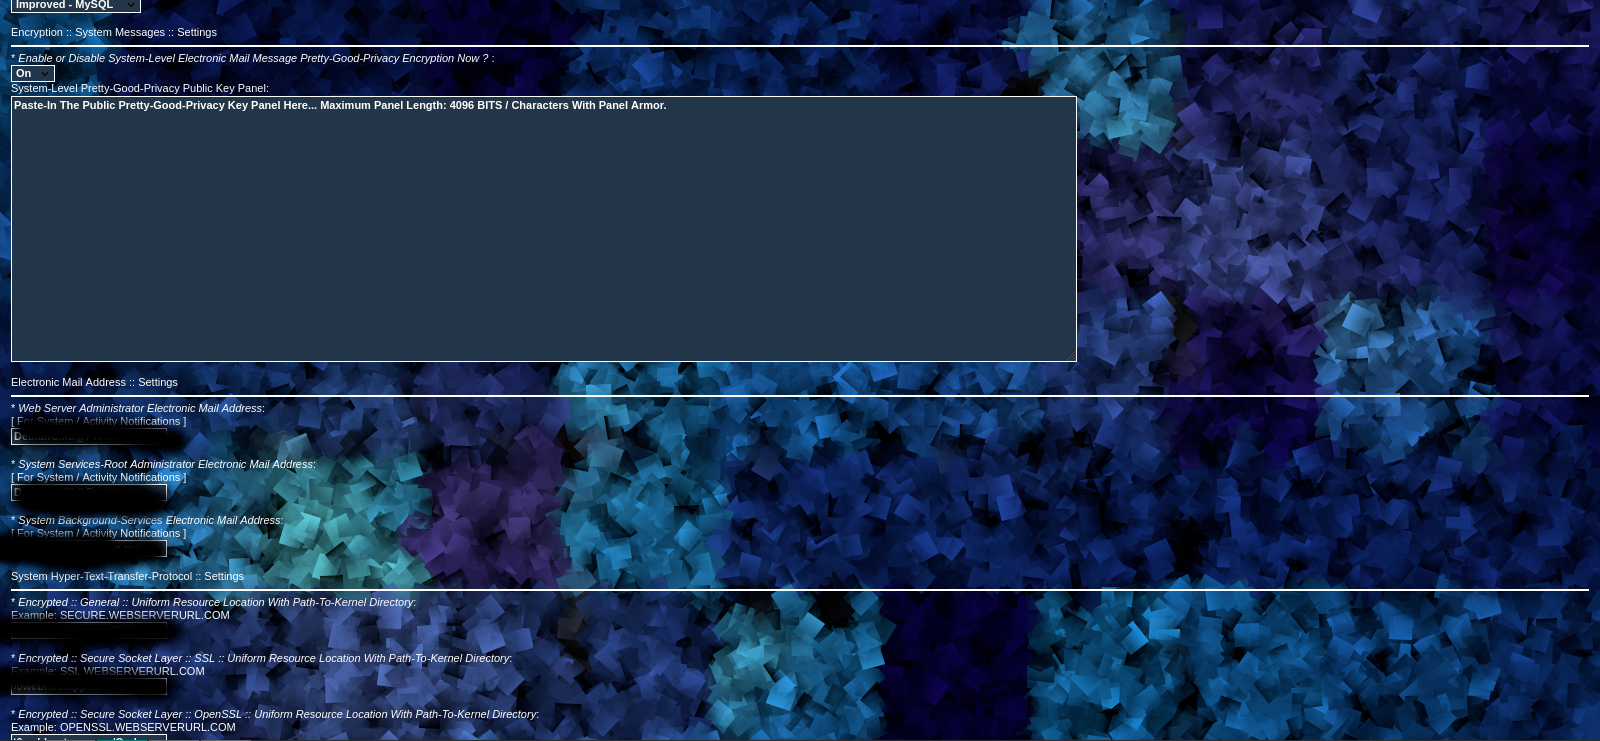 Improved - MySQL
Encryption :: System Messages :: Settings
* Enable or Disable System-Level Electronic Mail Message Pretty-Good-Privacy Encryption Now ? :
On
System-Level Pretty-Good-Privacy Public Key Panel:
Paste-In The Public Pretty-Good-Privacy Key Panel Here... Maximum Panel Length: 4096 BITS / Characters With Panel Armor.
Electronic Mail Address :: Settings
* Web Server Administrator Electronic Mail Address:
[ For System / Activity Notifications ]
* System Services-Root Administrator Electronic Mail Address:
[ For System / Activity Notifications ]
* System Background-Services Electronic Mail Address:
[ For System / Activity Notifications ]
System Hyper-Text-Transfer-Protocol :: Settings
* Encrypted :: General :: Uniform Resource Location With Path-To-Kernel Directory:
Example: SECURE.WEBSERVERURL.COM
* Encrypted :: Secure Socket Layer :: SSL :: Uniform Resource Location With Path-To-Kernel Directory:
Example: SSL.WEBSERVERURL.COM
* Encrypted :: Secure Socket Layer :: OpenSSL :: Uniform Resource Location With Path-To-Kernel Directory:
Example: OPENSSL.WEBSERVERURL.COM